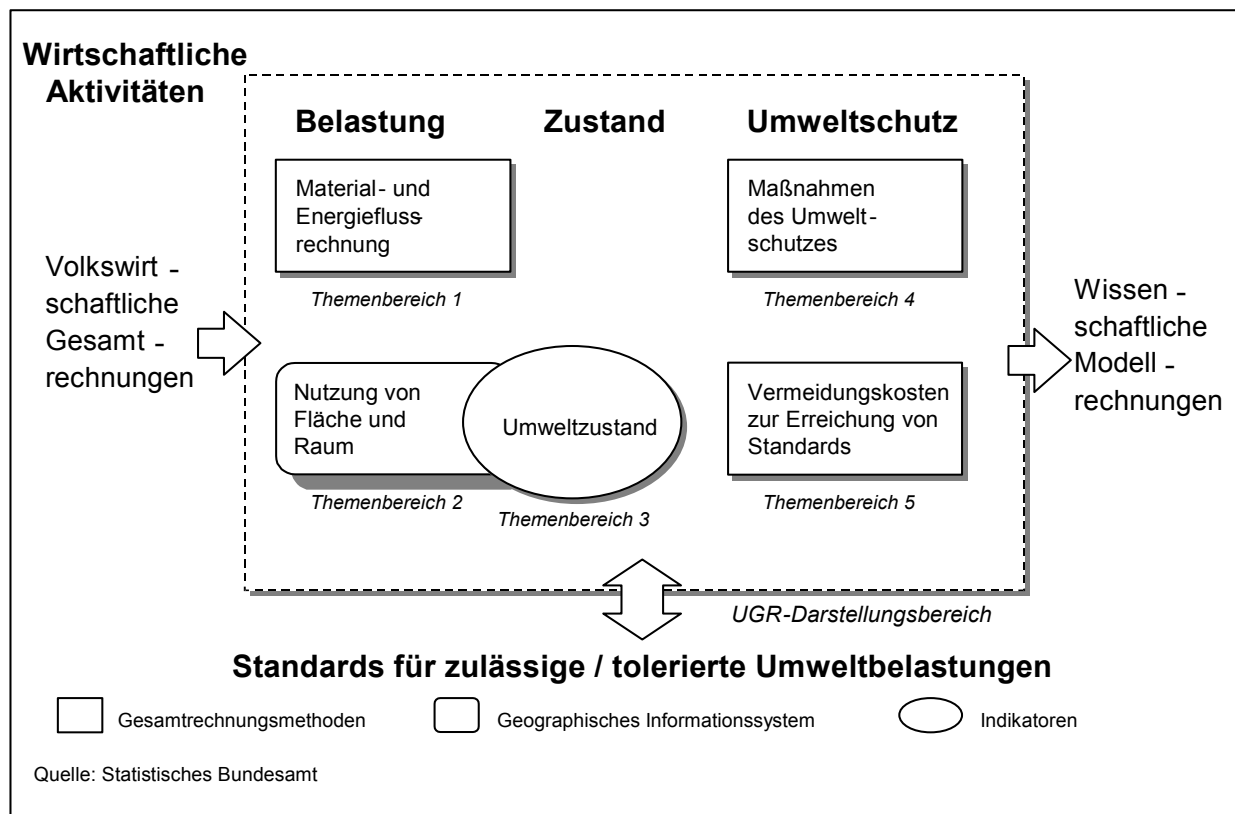 Wirtschaftliche
Aktivitäten
Belastung Zustand Umweltschutz
Material- und
Energiefluss-
rechnung
Themenbereich 1
Maßnahmen
des Umwelt-
schutzes
Themenbereich 4
Volkswirt -
schaftliche
Gesamt -
rechnungen
Nutzung von
Fläche und
Raum
Themenbereich 2
Umweltzustand
Themenbereich 3
Vermeidungskosten
zur Erreichung von
Standards
Themenbereich 5
Wissen -
schaftliche
Modell -
rechnungen
UGR-Darstellungsbereich
Standards für zulässige / tolerierte Umweltbelastungen
Gesamtrechnungsmethoden Geographisches Informationssystem Indikatoren
Quelle: Statistisches Bundesamt